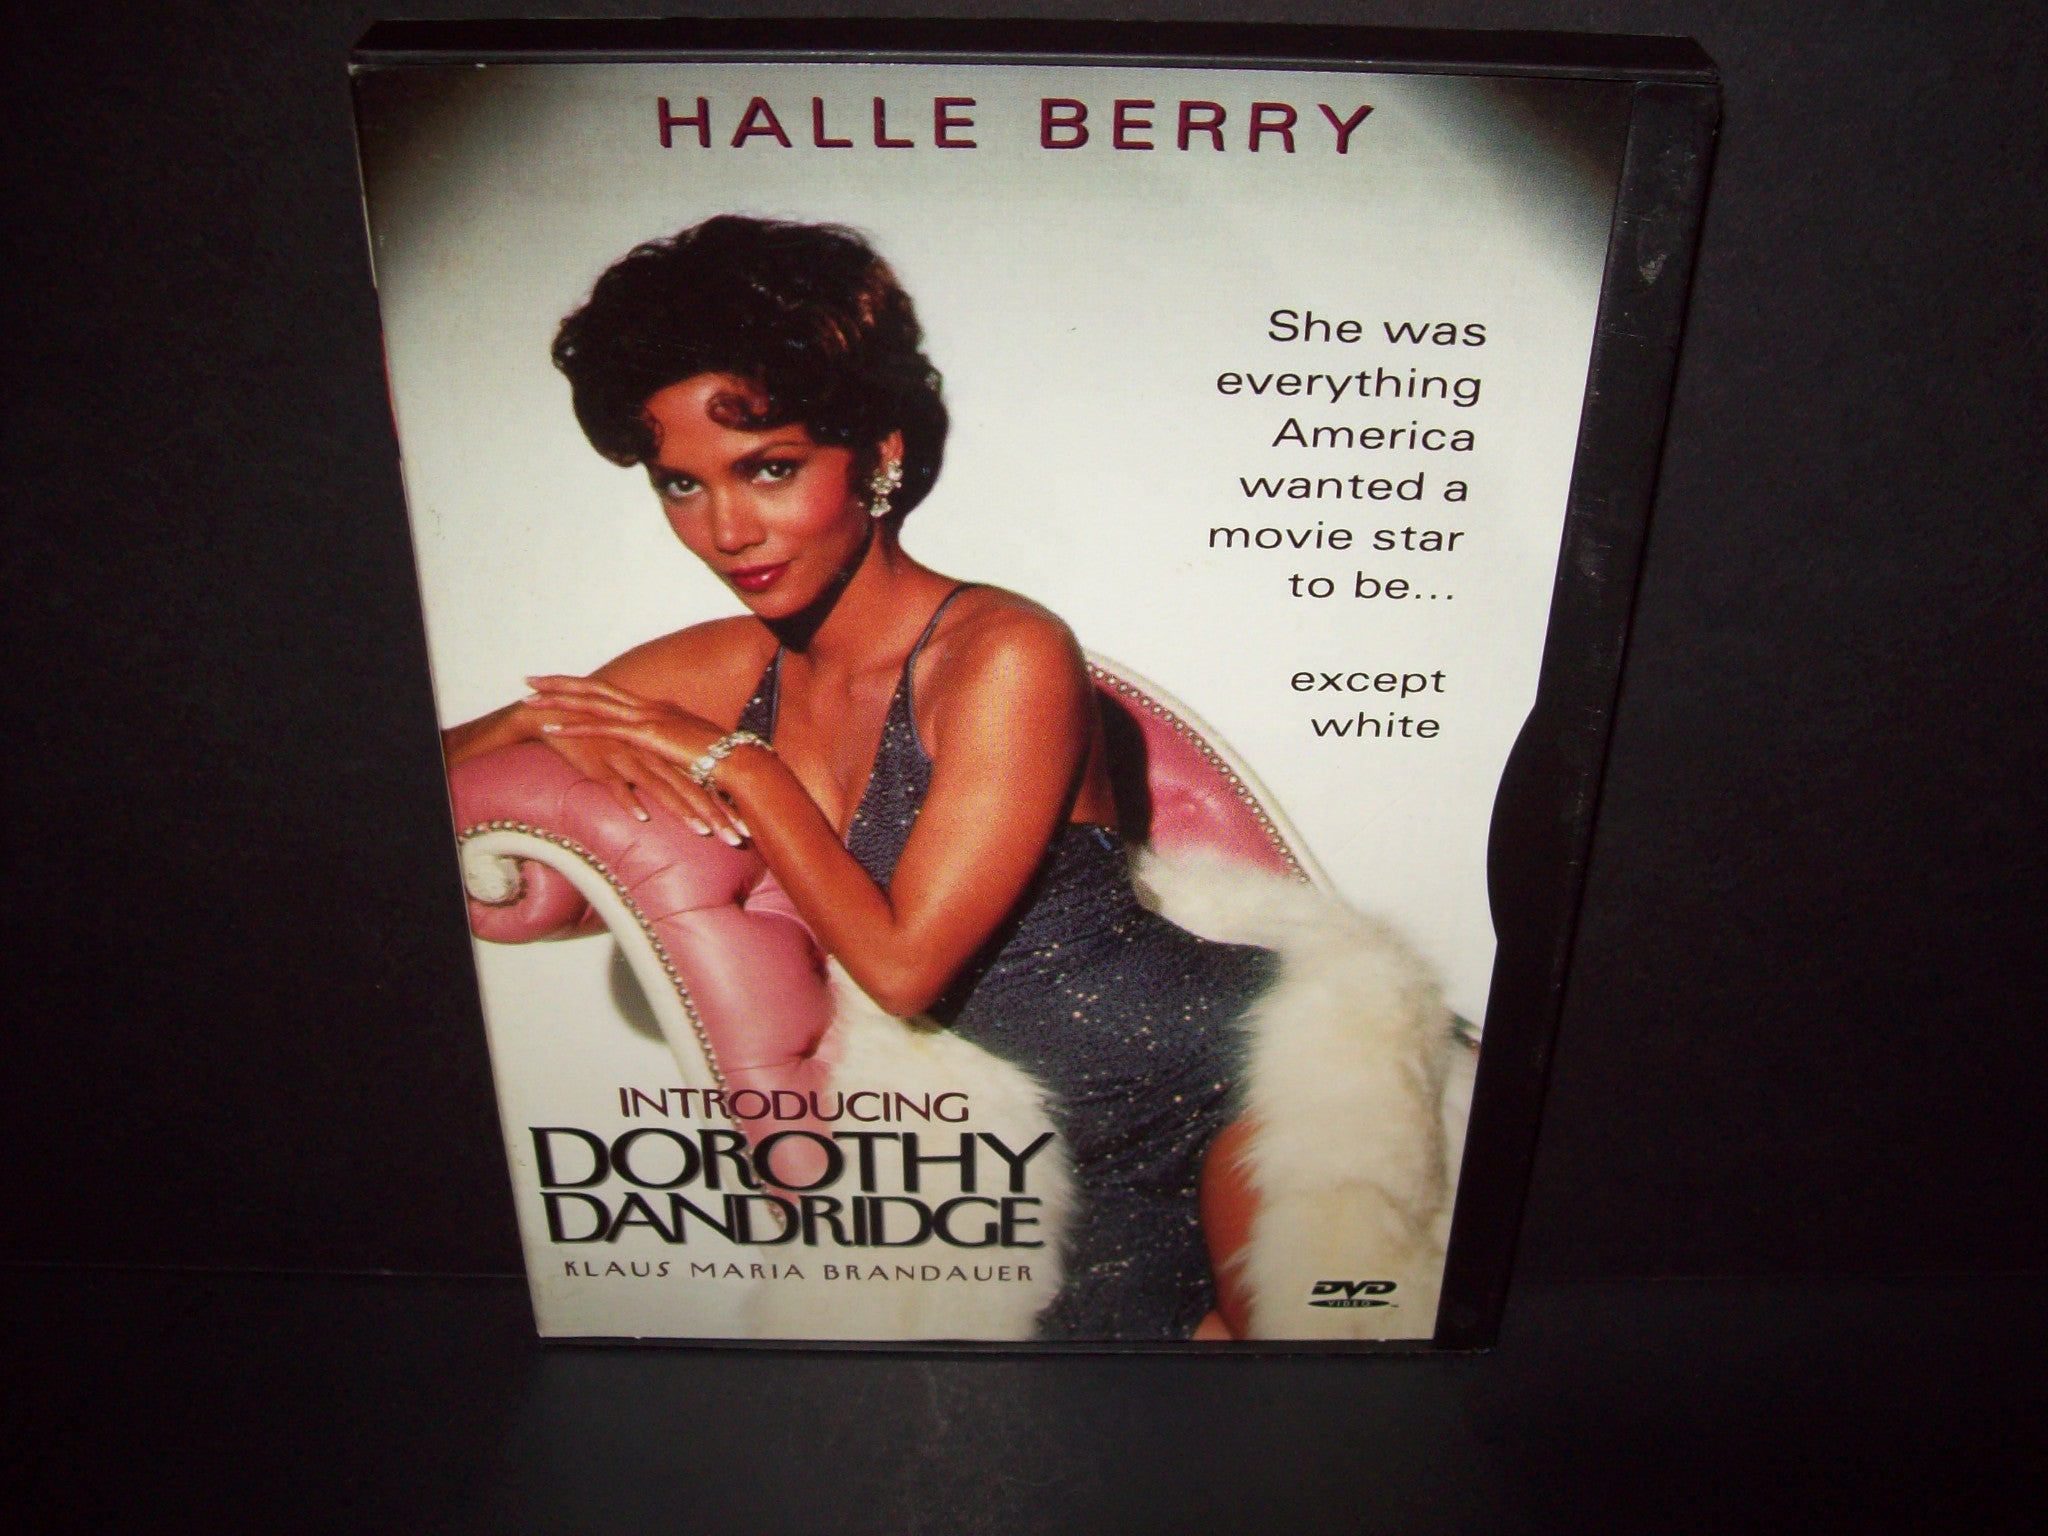 HALLE BERRY
She was
everything
America
wanted a
movie star
to be...
except
white
INTRODUCING
DOROTHY
DANDRIDGE
KLAUS MARIA BRANDAUER
DVD
VIDEO™